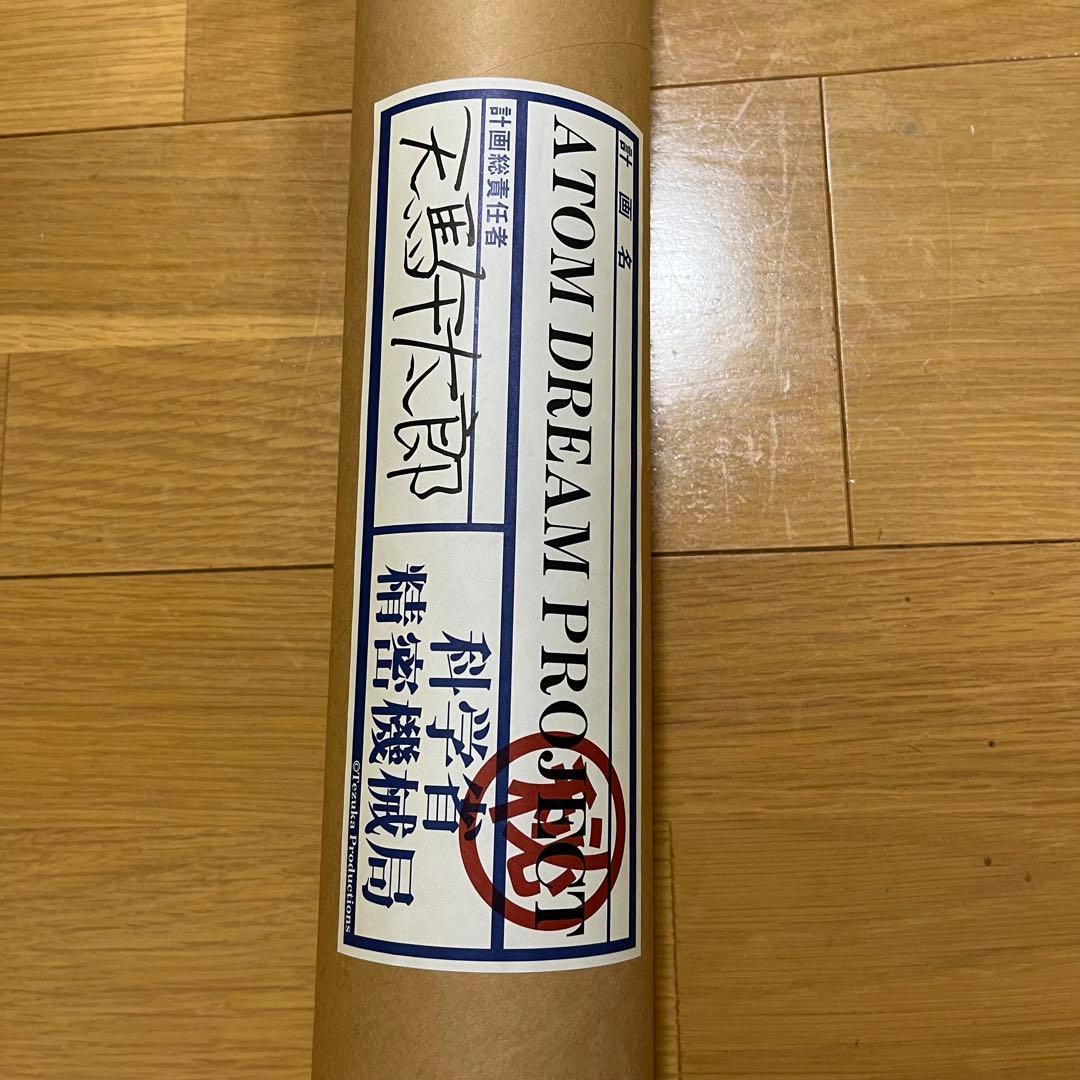 計画名
ATOM DREAM PROJECT
秘
計画総責任者
天馬午太郎
科学省
精密機械局
©Tezuka Productions